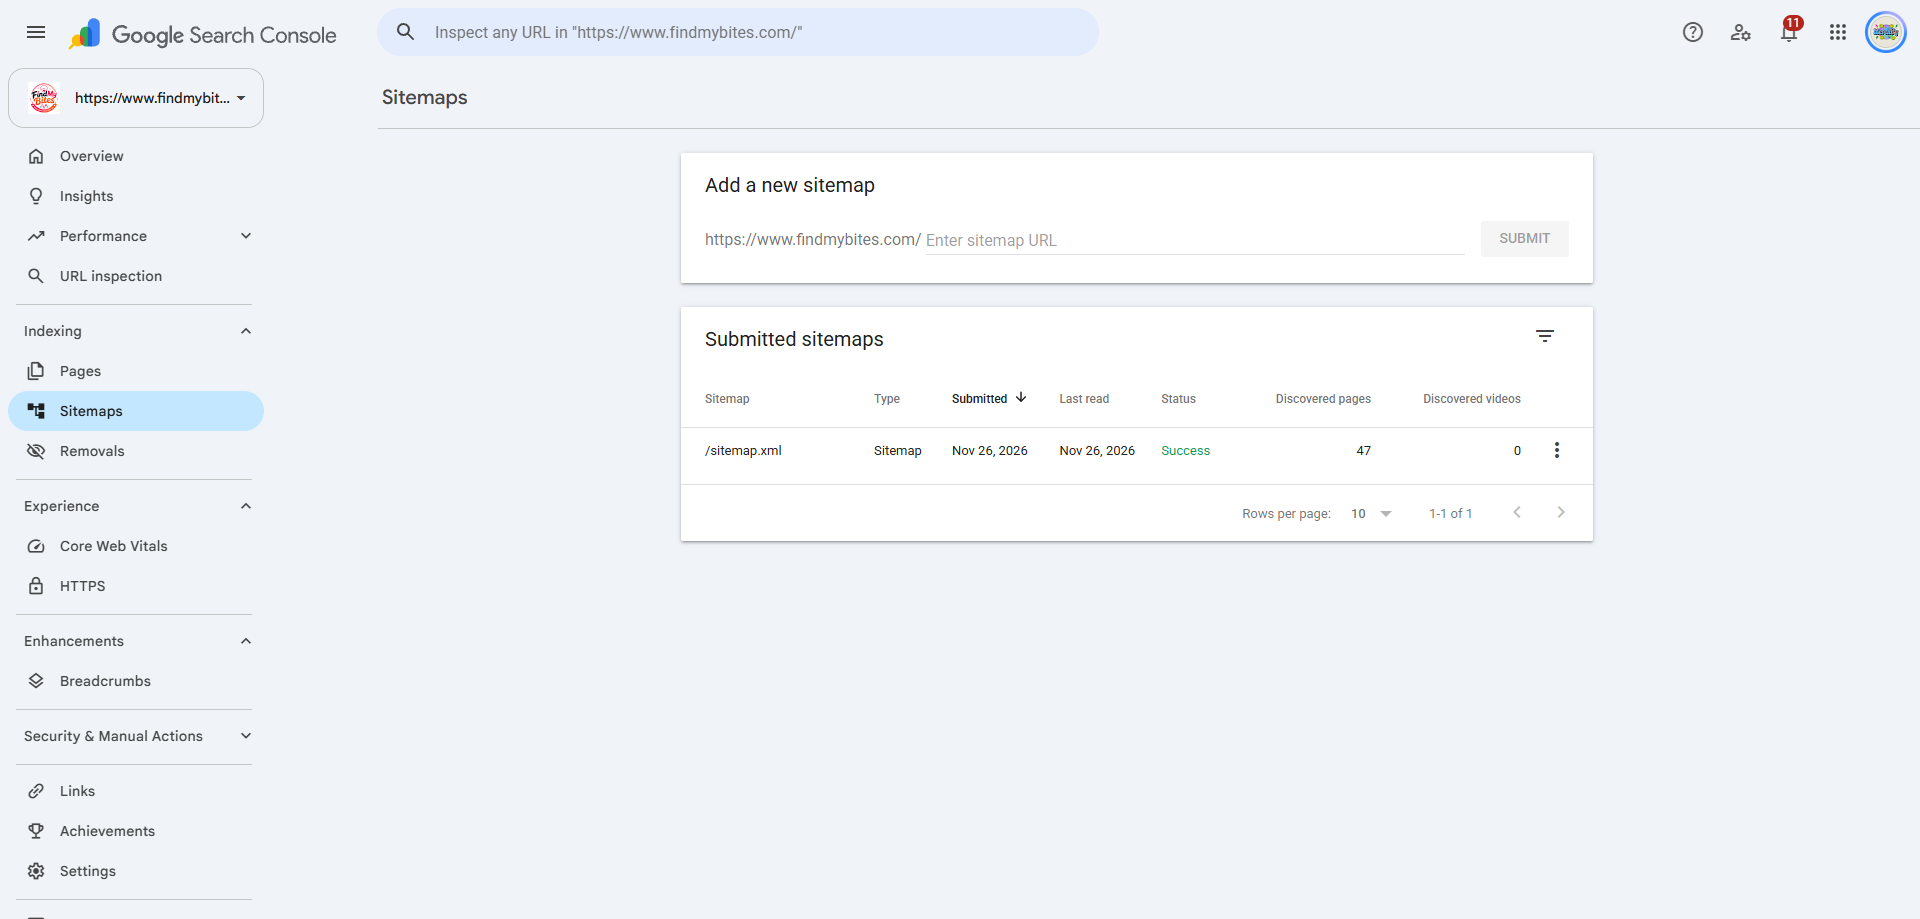 Google Search Console
Inspect any URL in "https://www.findmybites.com/"
11
https://www.findmybit...
Overview
Insights
Performance
URL inspection
Indexing
Pages
Sitemaps
Removals
Experience
Core Web Vitals
HTTPS
Enhancements
Breadcrumbs
Security & Manual Actions
Links
Achievements
Settings
Sitemaps
Add a new sitemap
https://www.findmybites.com/ Enter sitemap URL
SUBMIT
Submitted sitemaps
Sitemap Type Submitted Last read Status Discovered pages Discovered videos
/sitemap.xml Sitemap Nov 26, 2026 Nov 26, 2026 Success 47 0
Rows per page: 10 1-1 of 1